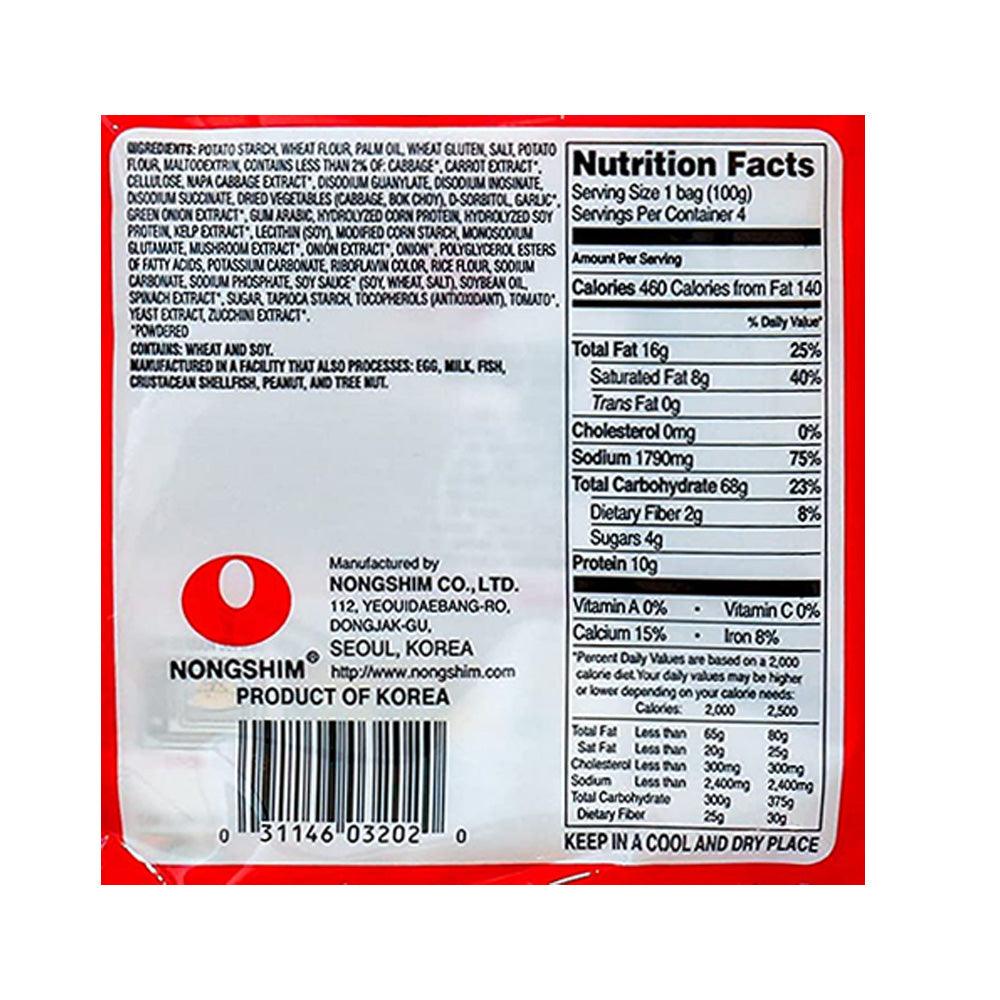 INGREDIENTS: POTATO STARCH, WHEAT FLOUR, PALM OIL, WHEAT GLUTEN, SALT, POTATO
FLOUR, MALTODEXTRIN, CONTAINS LESS THAN 2% OF: CABBAGE*, CARROT EXTRACT*,
CELLULOSE, NAPA CABBAGE EXTRACT*, DISODIUM GUANYLATE, DISODIUM INOSINATE,
DISODIUM SUCCINATE, DRIED VEGETABLES (CABBAGE, BOK CHOY), D-SORBITOL, GARLIC*,
GREEN ONION EXTRACT*, GUM ARABIC, HYDROLYZED CORN PROTEIN, HYDROLYZED SOY
PROTEIN, KELP EXTRACT*, LECITHIN (SOY), MODIFIED CORN STARCH, MONOSODIUM
GLUTAMATE, MUSHROOM EXTRACT*, ONION EXTRACT*, ONION*, POLYGLYCEROL ESTERS
OF FATTY ACIDS, POTASSIUM CARBONATE, RIBOFLAVIN COLOR, RICE FLOUR, SODIUM
CARBONATE, SODIUM PHOSPHATE, SOY SAUCE* (SOY, WHEAT, SALT), SOYBEAN OIL,
SPINACH EXTRACT*, SUGAR, TAPIOCA STARCH, TOCOPHEROLS (ANTIOXIDANT), TOMATO*,
YEAST EXTRACT, ZUCCHINI EXTRACT*.
*POWDERED
CONTAINS: WHEAT AND SOY.
MANUFACTURED IN A FACILITY THAT ALSO PROCESSES: EGG, MILK, FISH,
CRUSTACEAN SHELLFISH, PEANUT, AND TREE NUT.
Manufactured by
NONGSHIM CO., LTD.
112, YEOUIDAEBANG-RO,
DONGJAK-GU,
SEOUL, KOREA
NONGSHIM® http://www.nongshim.com
PRODUCT OF KOREA
0 31146 03202 0
Nutrition Facts
Serving Size 1 bag (100g)
Servings Per Container 4
Amount Per Serving
Calories 460 Calories from Fat 140
% Daily Value*
Total Fat 16g 25%
Saturated Fat 8g 40%
Trans Fat 0g
Cholesterol 0mg 0%
Sodium 1790mg 75%
Total Carbohydrate 68g 23%
Dietary Fiber 2g 8%
Sugars 4g
Protein 10g
Vitamin A 0% • Vitamin C 0%
Calcium 15% • Iron 8%
*Percent Daily Values are based on a 2,000
calorie diet. Your daily values may be higher
or lower depending on your calorie needs:
Calories: 2,000 2,500
Total Fat Less than 65g 80g
Sat Fat Less than 20g 25g
Cholesterol Less than 300mg 300mg
Sodium Less than 2,400mg 2,400mg
Total Carbohydrate 300g 375g
Dietary Fiber 25g 30g
KEEP IN A COOL AND DRY PLACE